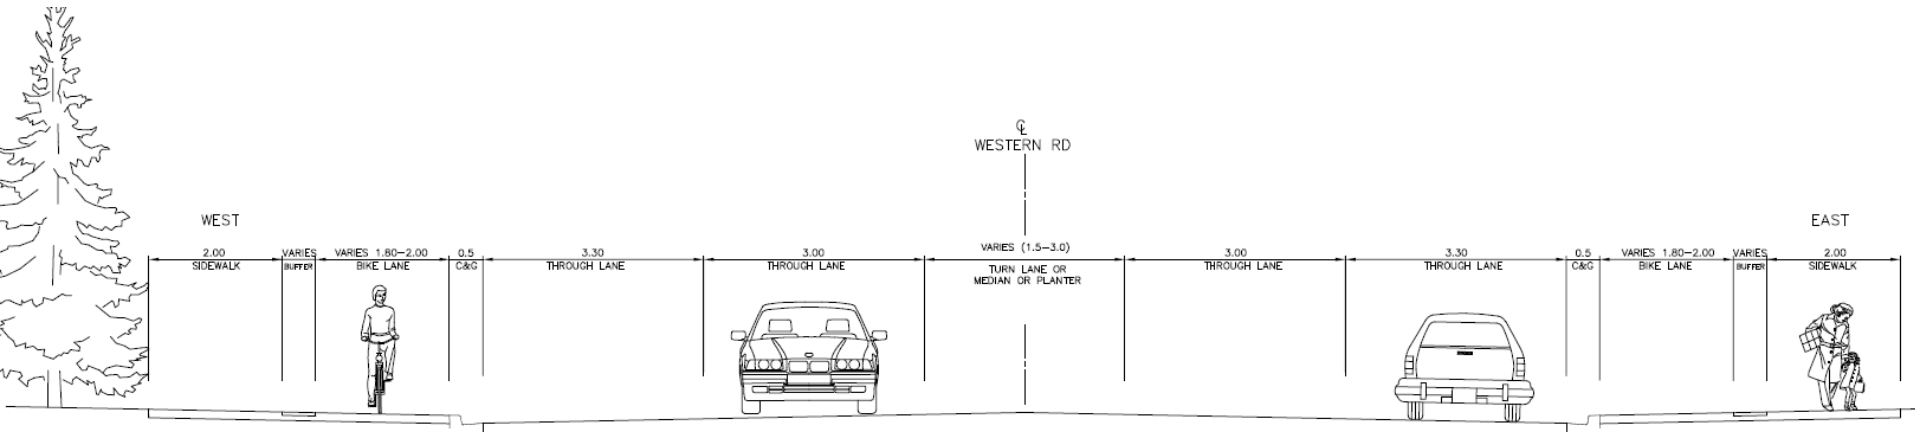 ℄
WESTERN RD
WEST
EAST
2.00 VARIES VARIES 1.80-2.00 0.5 3.30 3.00 VARIES (1.5-3.0) 3.00 3.30 0.5 VARIES 1.80-2.00 VARIES 2.00
SIDEWALK BUFFER BIKE LANE C&G THROUGH LANE THROUGH LANE TURN LANE OR THROUGH LANE THROUGH LANE C&G BIKE LANE BUFFER SIDEWALK
MEDIAN OR PLANTER